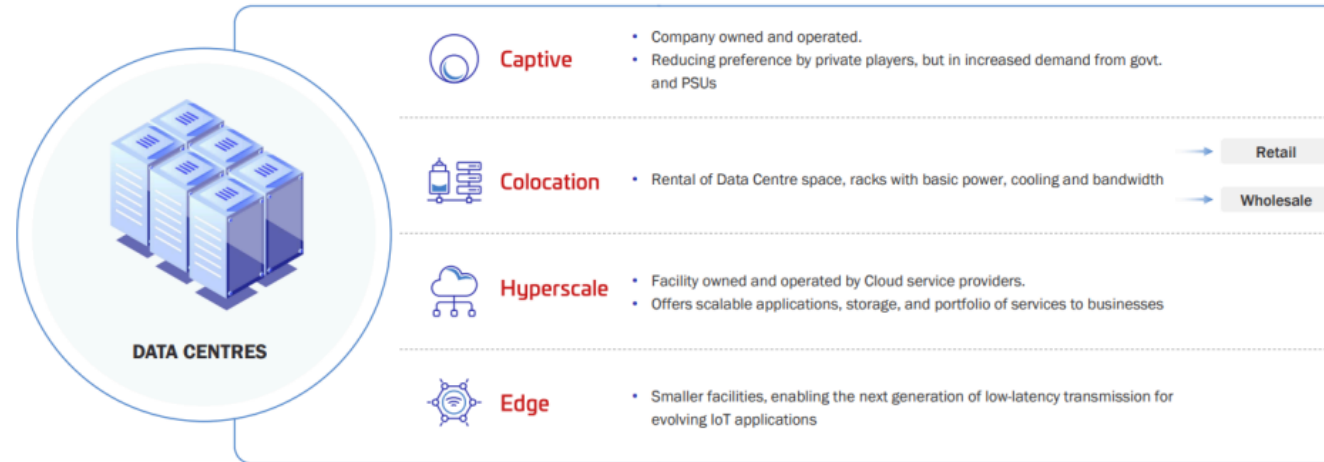 Captive
• Company owned and operated.
• Reducing preference by private players, but in increased demand from govt.
and PSUs
Colocation
• Rental of Data Centre space, racks with basic power, cooling and bandwidth
Retail
Wholesale
Hyperscale
• Facility owned and operated by Cloud service providers.
• Offers scalable applications, storage, and portfolio of services to businesses
DATA CENTRES
Edge
• Smaller facilities, enabling the next generation of low-latency transmission for
evolving IoT applications